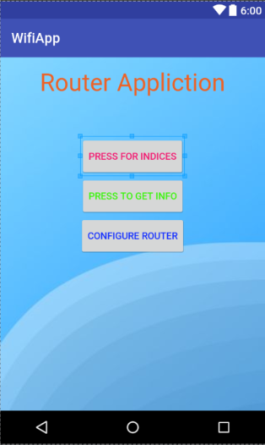 6:00
WifiApp
Router Appliction
PRESS FOR INDICES
PRESS TO GET INFO
CONFIGURE ROUTER